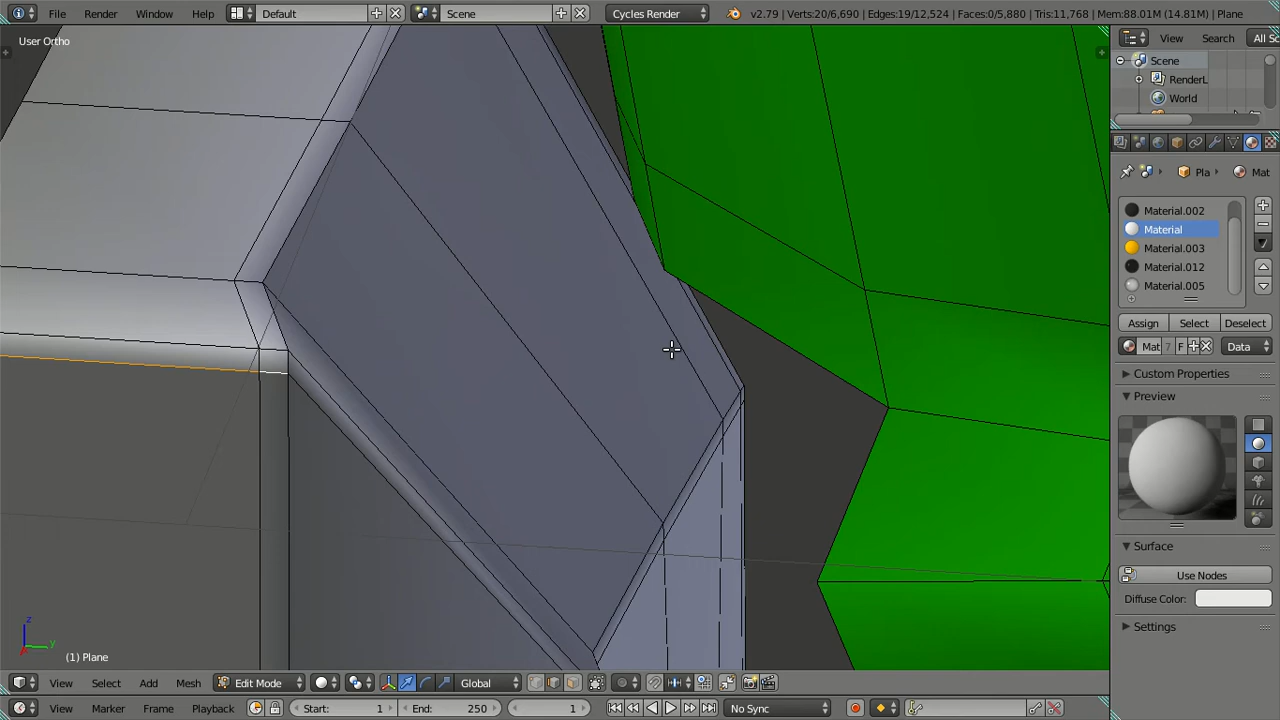 File Render Window Help Default Scene Cycles Render v2.79 | Verts:20/6,690 | Edges:19/12,524 | Faces:0/5,880 | Tris:11,768 | Mem:88.01M (14.81M) | Plane
User Ortho
View Search All Sc
Scene
RenderL
World
Pla Mat
Material.002
Material
Material.003
Material.012
Material.005
Assign Select Deselect
Mat 7 F Data
Custom Properties
Preview
Surface
Use Nodes
Diffuse Color:
Settings
z
y
(1) Plane
View Select Add Mesh Edit Mode Global
View Marker Frame Playback Start: 1 End: 250 1 No Sync